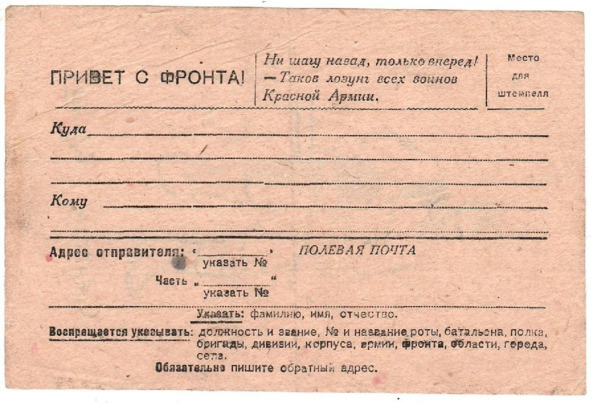 ПРИВЕТ С ФРОНТА!
Ни шагу назад, только вперед!
— Таков лозунг всех воинов
Красной Армии.
Место
для
штемпеля
Куда
Кому
Адрес отправителя: „ “ ПОЛЕВАЯ ПОЧТА
указать №
Часть „ “
указать №
Указать: фамилию, имя, отчество.
Воспрещается указывать: должность и звание, № и название роты, батальона, полка,
бригады, дивизии, корпуса, армии, фронта, области, города,
села.
Обязательно пишите обратный адрес.